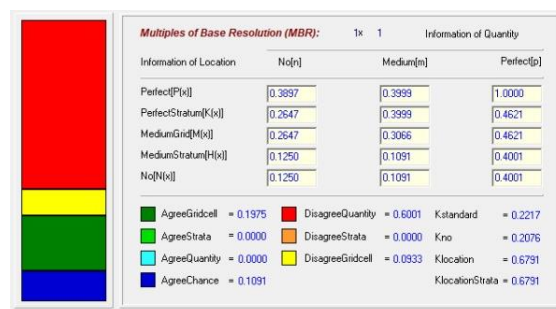 Multiples of Base Resolution (MBR): 1x 1 Information of Quantity
Information of Location No[n] Medium[m] Perfect[p]
Perfect[P(x)] 0.3897 0.3999 1.0000
PerfectStratum[K(x)] 0.2647 0.3999 0.4621
MediumGrid[M(x)] 0.2647 0.3066 0.4621
MediumStratum[H(x)] 0.1250 0.1091 0.4001
No[N(x)] 0.1250 0.1091 0.4001
AgreeGridcell = 0.1975 DisagreeQuantity = 0.6001 Kstandard = 0.2217
AgreeStrata = 0.0000 DisagreeStrata = 0.0000 Kno = 0.2076
AgreeQuantity = 0.0000 DisagreeGridcell = 0.0933 Klocation = 0.6791
AgreeChance = 0.1091 KlocationStrata = 0.6791